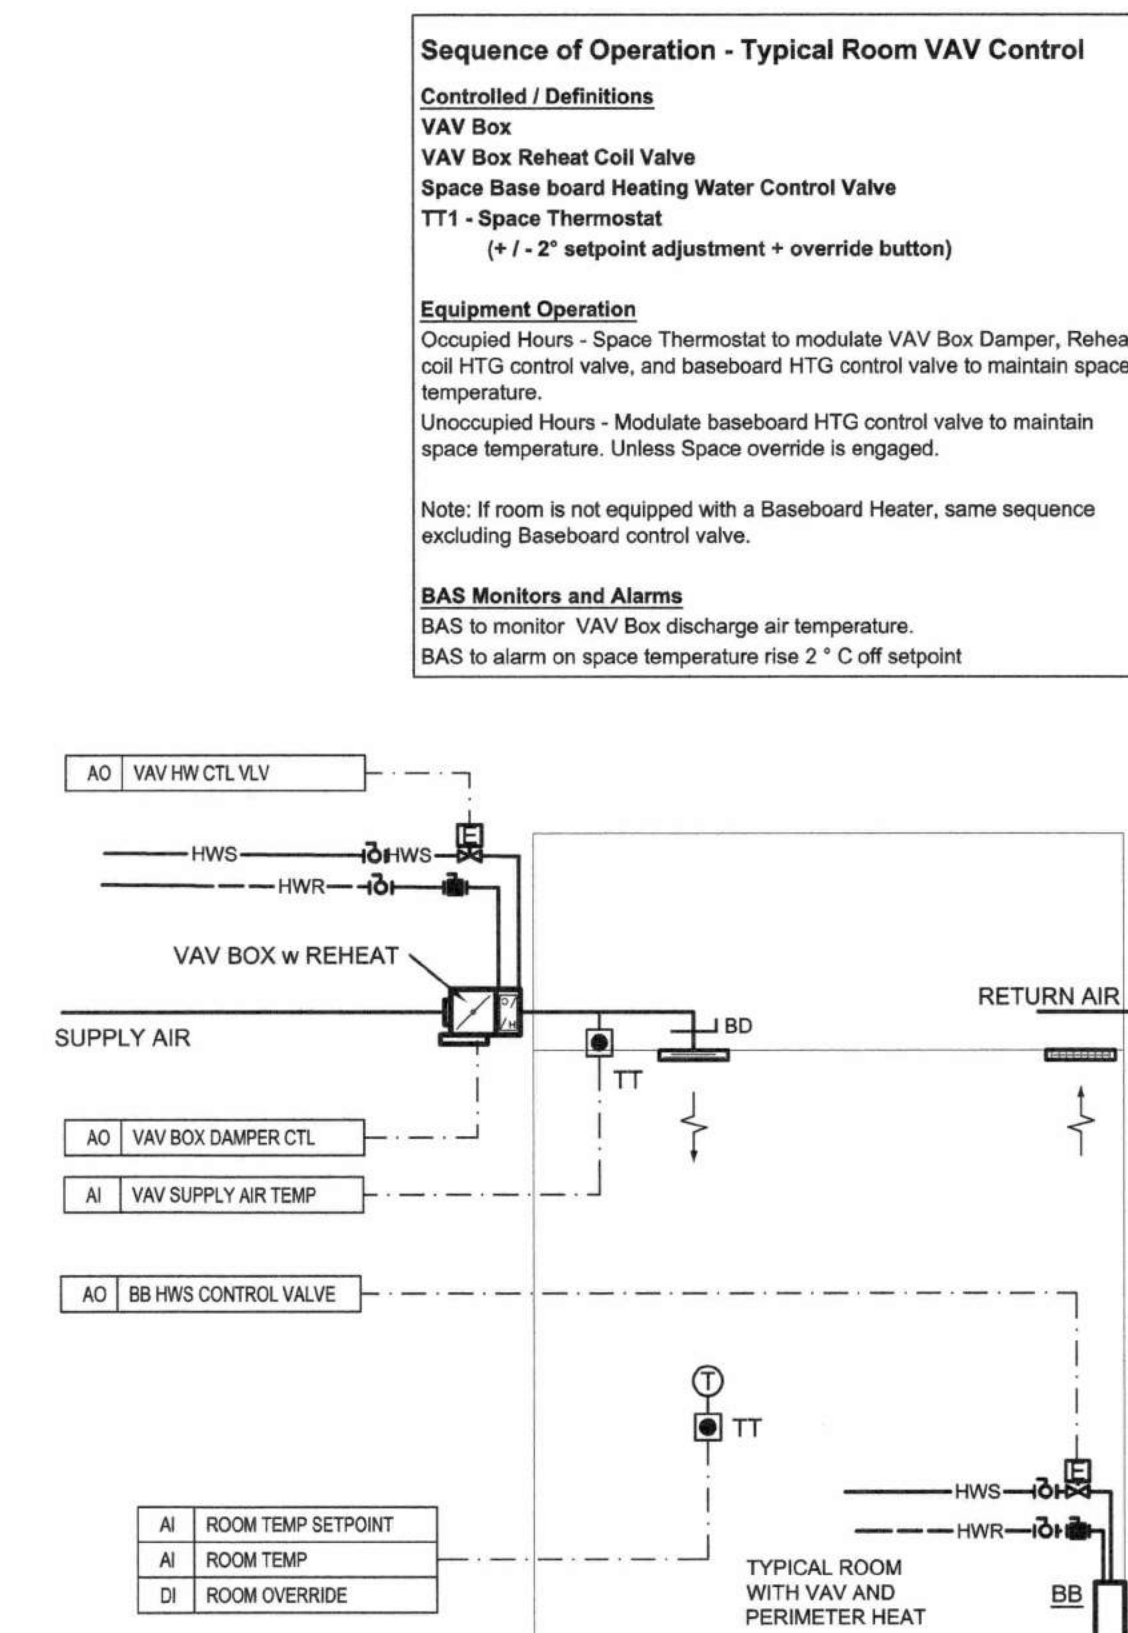 Sequence of Operation - Typical Room VAV Control
Controlled / Definitions
VAV Box
VAV Box Reheat Coil Valve
Space Base board Heating Water Control Valve
TT1 - Space Thermostat
(+ / - 2° setpoint adjustment + override button)
Equipment Operation
Occupied Hours - Space Thermostat to modulate VAV Box Damper, Rehea
coil HTG control valve, and baseboard HTG control valve to maintain space
temperature.
Unoccupied Hours - Modulate baseboard HTG control valve to maintain
space temperature. Unless Space override is engaged.
Note: If room is not equipped with a Baseboard Heater, same sequence
excluding Baseboard control valve.
BAS Monitors and Alarms
BAS to monitor VAV Box discharge air temperature.
BAS to alarm on space temperature rise 2 ° C off setpoint
AO VAV HW CTL VLV
E
HWS HWS
HWR
VAV BOX w REHEAT
RETURN AIR
H
BD
SUPPLY AIR
TT
AO VAV BOX DAMPER CTL
AI VAV SUPPLY AIR TEMP
AO BB HWS CONTROL VALVE
T
TT
E
HWS
HWR
AI ROOM TEMP SETPOINT
AI ROOM TEMP
DI ROOM OVERRIDE
TYPICAL ROOM
WITH VAV AND
PERIMETER HEAT
BB